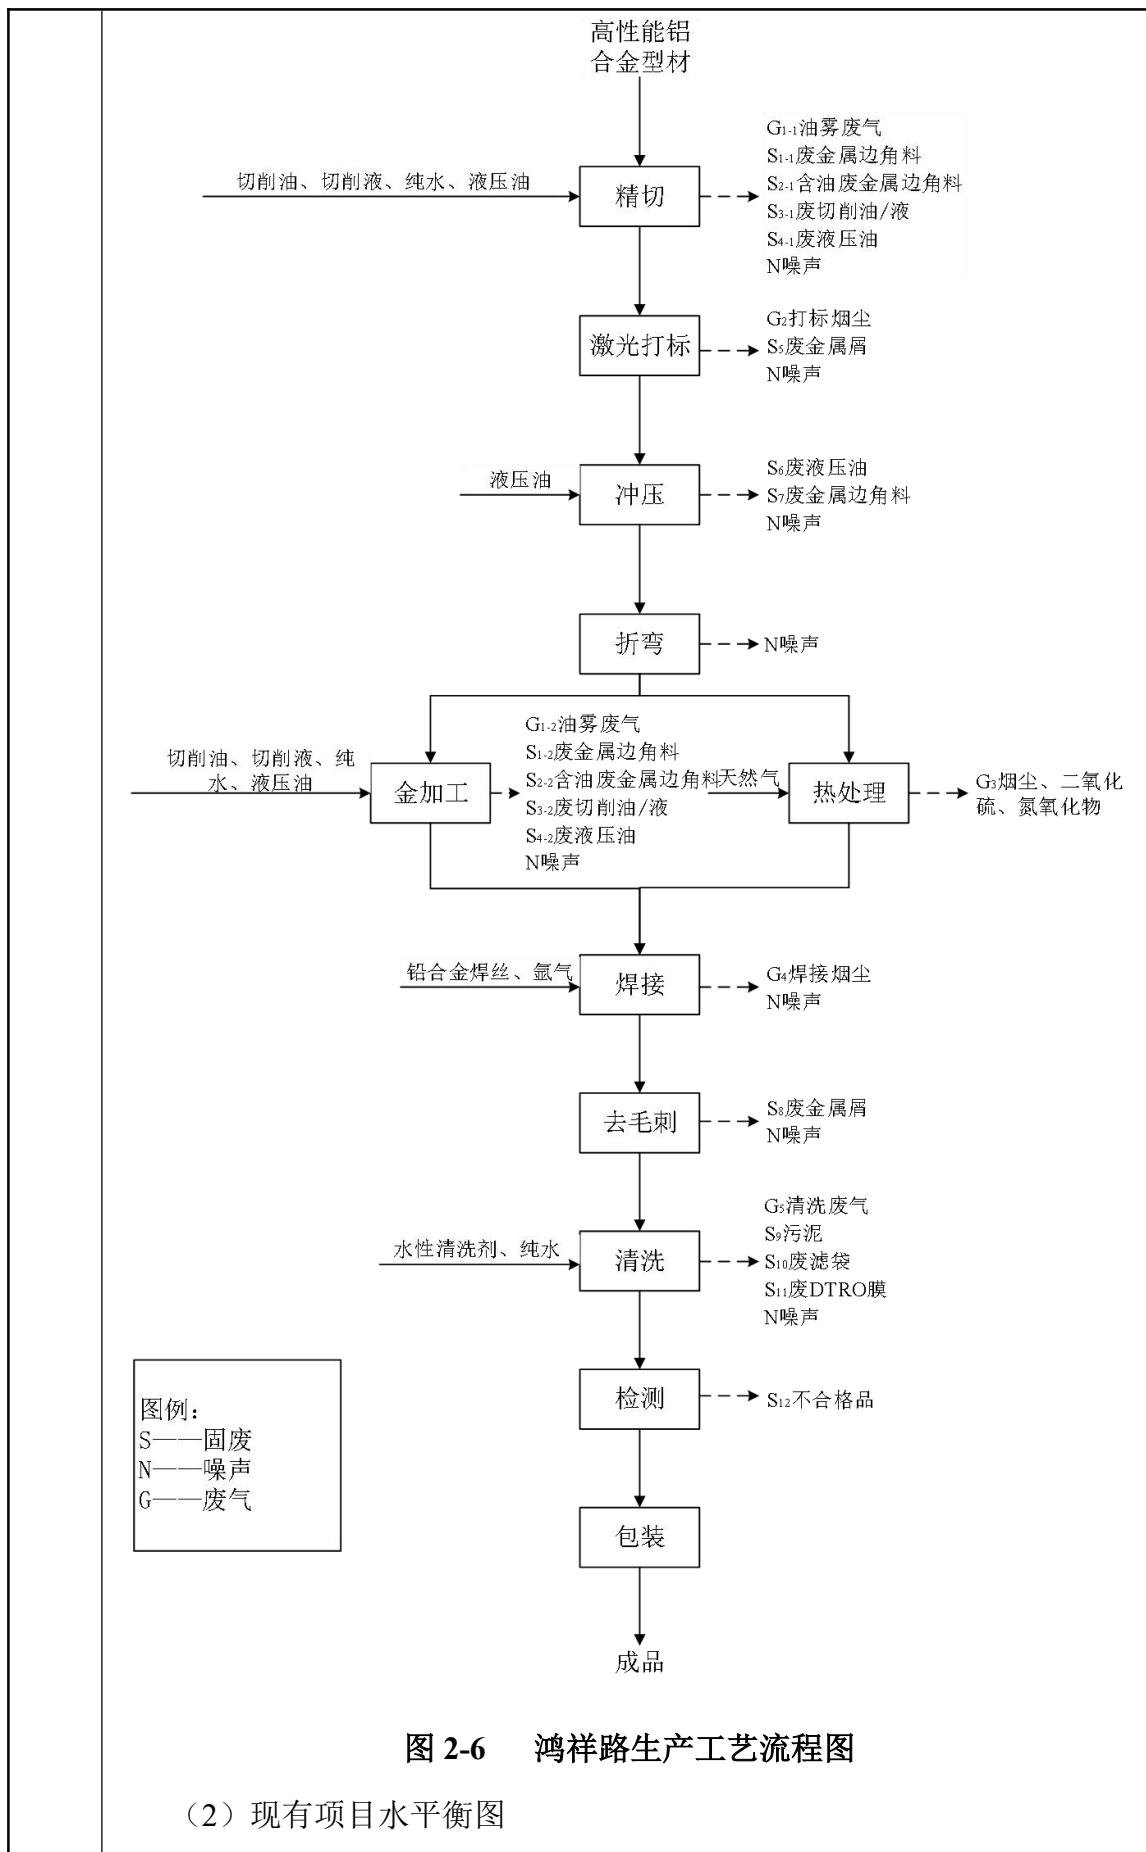 高性能铝
合金型材
切削油、切削液、纯水、液压油
精切
G1-1油雾废气
S1-1废金属边角料
S2-1含油废金属边角料
S3-1废切削油/液
S4-1废液压油
N噪声
激光打标
G2打标烟尘
S5废金属屑
N噪声
液压油
冲压
S6废液压油
S7废金属边角料
N噪声
折弯
N噪声
切削油、切削液、纯
水、液压油
金加工
G1-2油雾废气
S1-2废金属边角料
S2-2含油废金属边角料
S3-2废切削油/液
S4-2废液压油
N噪声
天然气
热处理
G3烟尘、二氧化
硫、氮氧化物
铅合金焊丝、氩气
焊接
G4焊接烟尘
N噪声
去毛刺
S8废金属屑
N噪声
水性清洗剂、纯水
清洗
G5清洗废气
S9污泥
S10废滤袋
S11废DTRO膜
N噪声
检测
S12不合格品
图例：
S——固废
N——噪声
G——废气
包装
成品
图 2-6 鸿祥路生产工艺流程图
（2）现有项目水平衡图